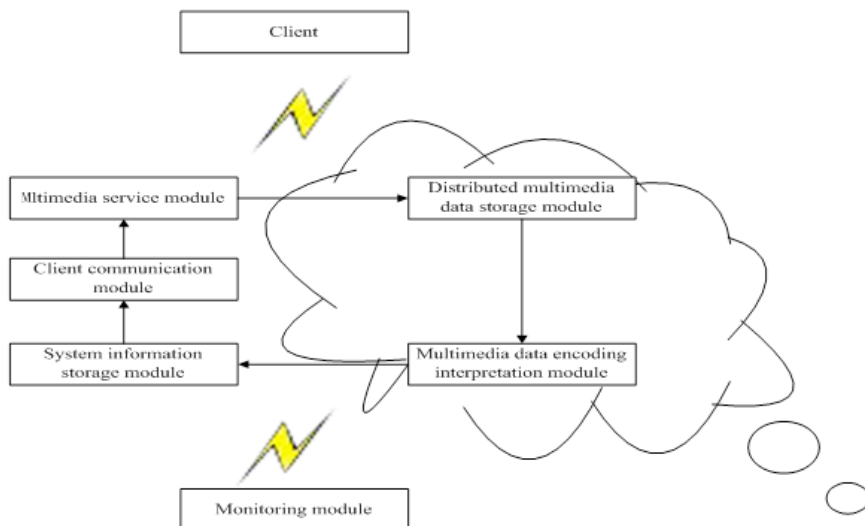 Client
Mltimedia service module
Distributed multimedia
data storage module
Client communication
module
System information
storage module
Multimedia data encoding
interpretation module
Monitoring module